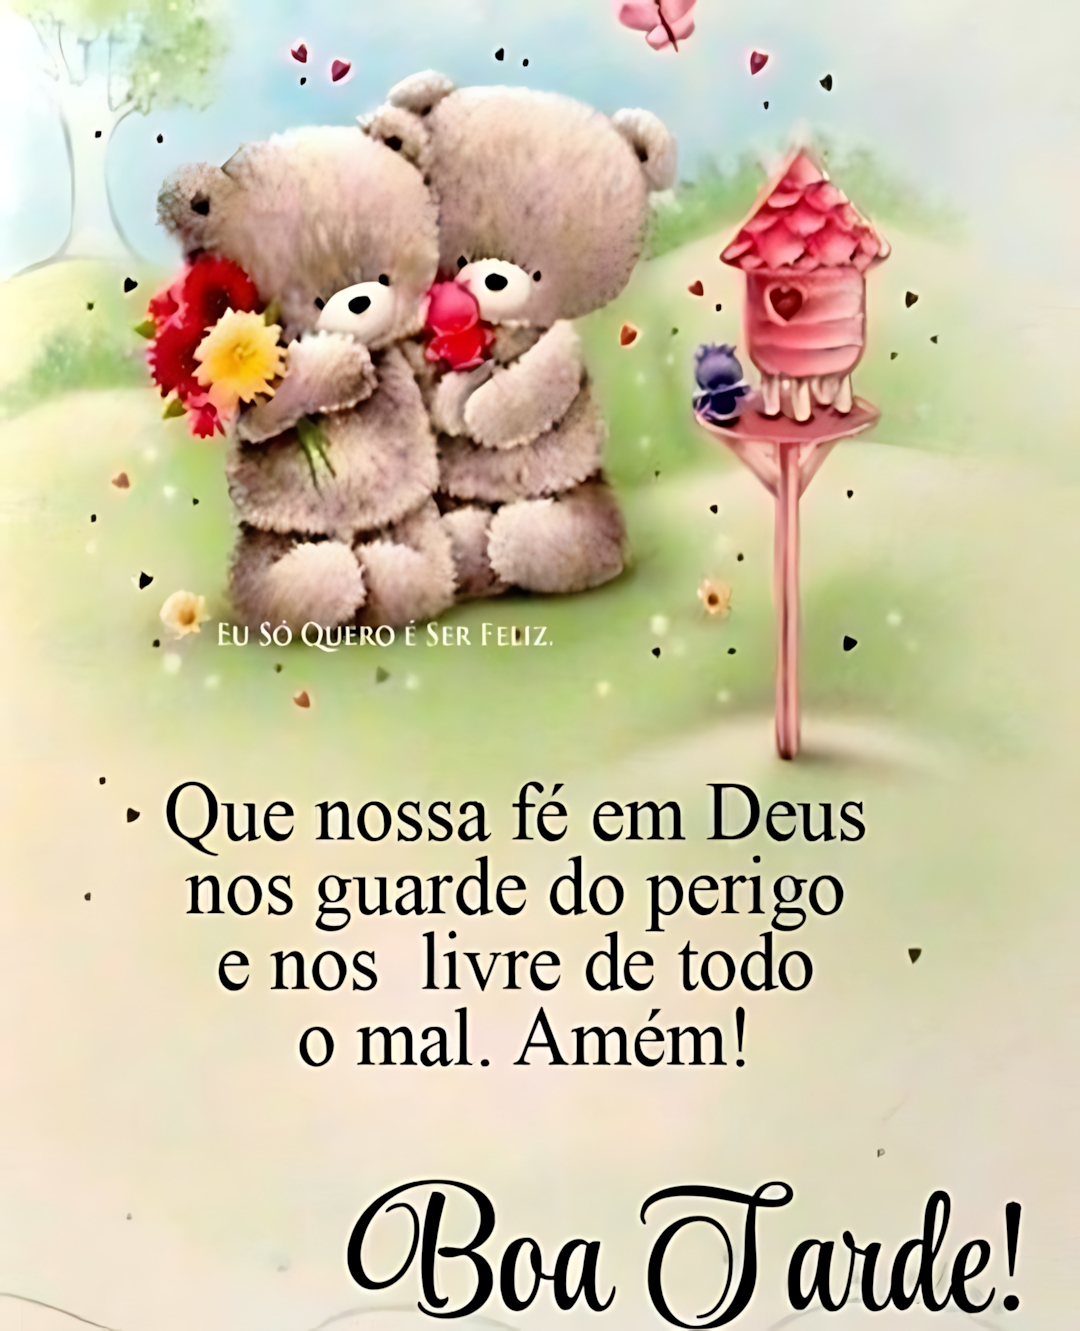 Eu Só Quero é Ser Feliz.
Que nossa fé em Deus
nos guarde do perigo
e nos livre de todo
o mal. Amém!
Boa Tarde!